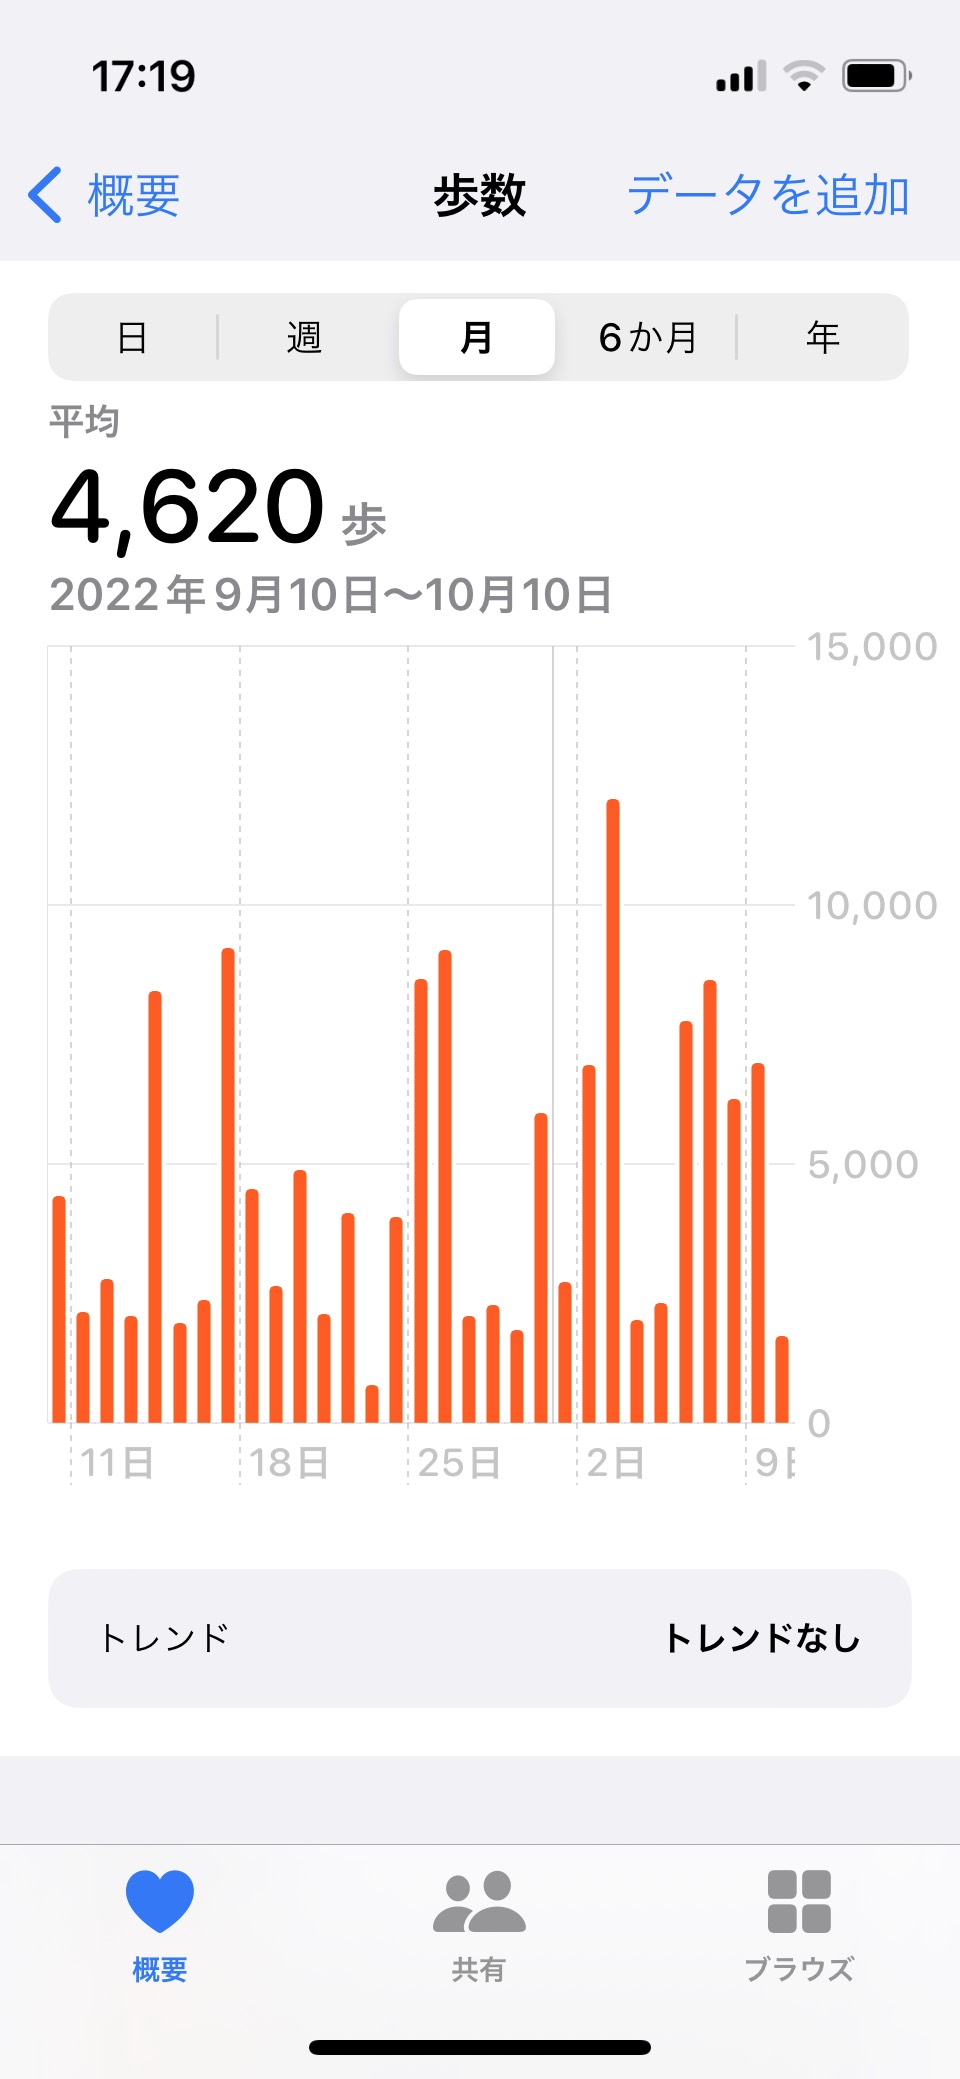 17:19
概要 歩数 データを追加
日 週 月 6か月 年
平均
4,620 歩
2022年9月10日〜10月10日
15,000
10,000
5,000
0
11日 18日 25日 2日 9日
トレンド トレンドなし
概要 共有 ブラウズ